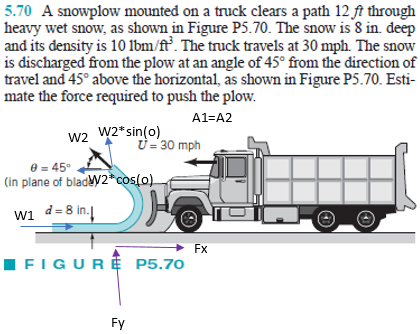 5.70 A snowplow mounted on a truck clears a path 12 ft through
heavy wet snow, as shown in Figure P5.70. The snow is 8 in. deep
and its density is 10 lbm/ft³. The truck travels at 30 mph. The snow
is discharged from the plow at an angle of 45° from the direction of
travel and 45° above the horizontal, as shown in Figure P5.70. Esti-
mate the force required to push the plow.
A1=A2
W2 W2*sin(o)
U = 30 mph
θ = 45°
(in plane of blade) W2*cos(o)
W1 d = 8 in.
Fx
FIGURE P5.70
Fy